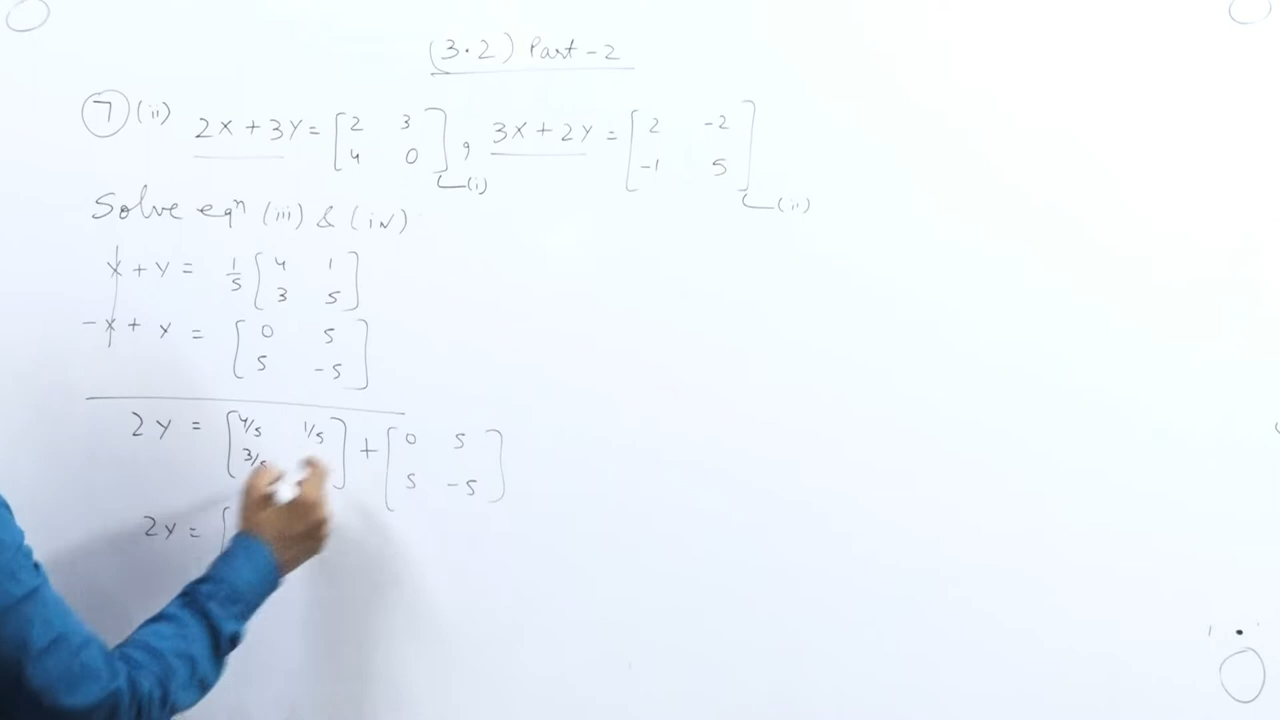 (3.2) Part-2
7 (ii) 2X + 3Y = [2 3 , 3X + 2Y = [2 -2
4 0] (i) -1 5] (ii)
Solve eqn (iii) & (iv)
X + Y = 1/5 [4 1
3 5]
-X + Y = [0 5
5 -5]
2Y = [4/5 1/5 + [0 5
3/5 ] 5 -5]
2Y = [